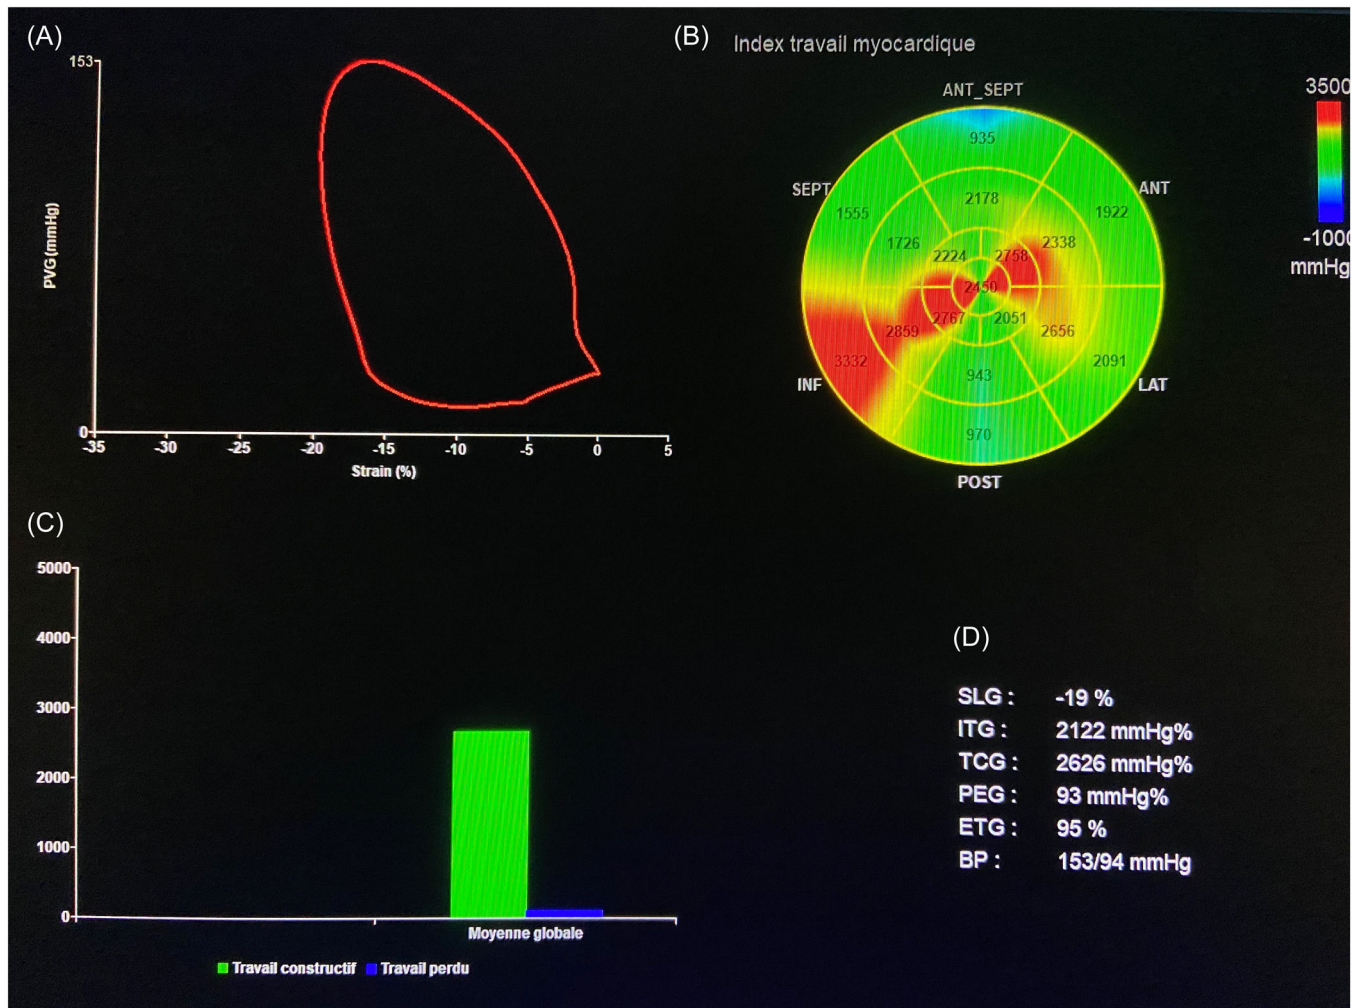 (A)
153
PVG(mmHg)
0
-35 -30 -25 -20 -15 -10 -5 0 5
Strain (%)
(B)
Index travail myocardique
3500
-1000
mmHg
ANT_SEPT
935
SEPT
ANT
1555
2178
1922
1726
2338
2224
2758
2450
2767
2051
2859
2656
3332
2091
943
INF
LAT
970
POST
(C)
5000
4000
3000
2000
1000
0
Moyenne globale
Travail constructif Travail perdu
(D)
SLG : -19 %
ITG : 2122 mmHg%
TCG : 2626 mmHg%
PEG : 93 mmHg%
ETG : 95 %
BP : 153/94 mmHg